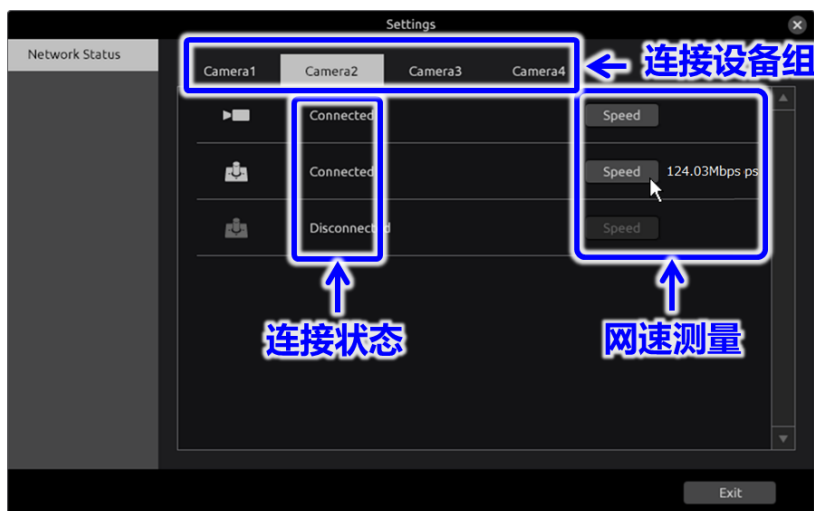 Settings
Network Status
Camera1 Camera2 Camera3 Camera4 连接设备组
Connected Speed
Connected Speed 124.03Mbps ps
Disconnected Speed
连接状态 网速测量
Exit